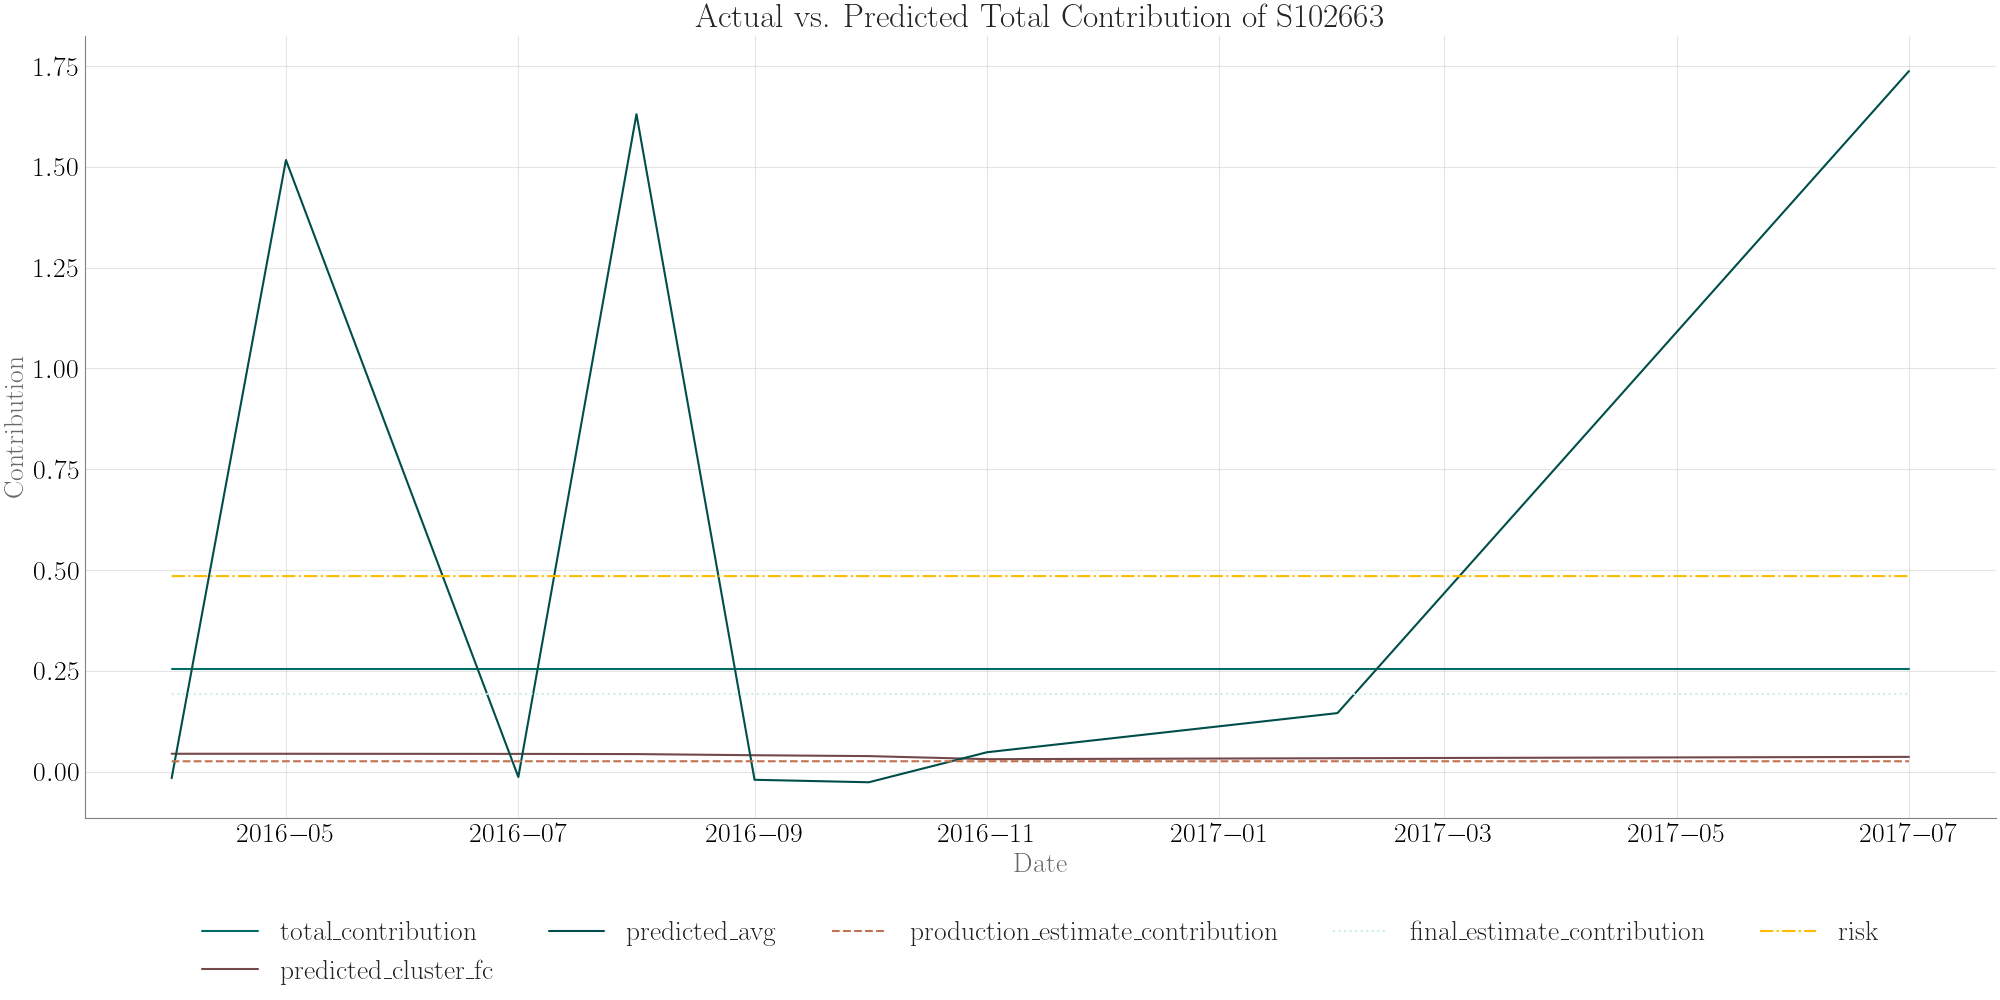 Actual vs. Predicted Total Contribution of S102663
1.75
1.50
1.25
1.00
0.75
0.50
0.25
0.00
Contribution
2016–05 2016–07 2016–09 2016–11 2017–01 2017–03 2017–05 2017–07
Date
total_contribution predicted_avg production_estimate_contribution final_estimate_contribution risk
predicted_cluster_fc